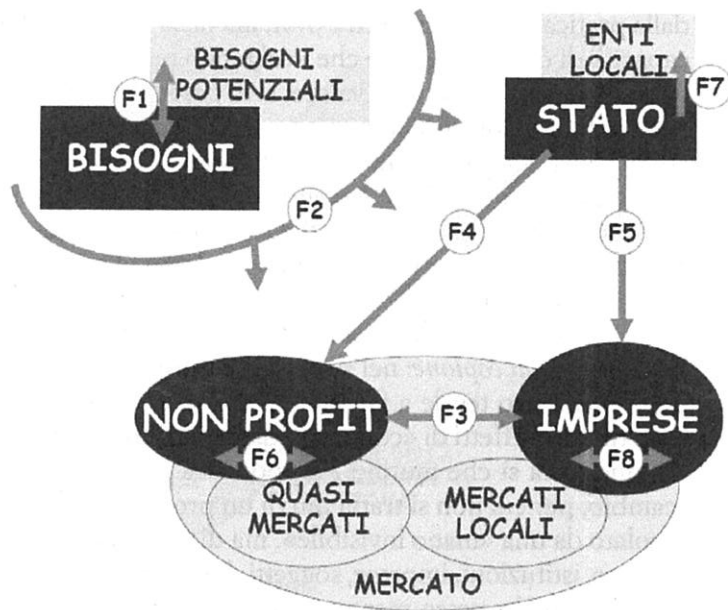 BISOGNI
POTENZIALI
F1
BISOGNI
F2
ENTI
LOCALI
F7
STATO
F4
F5
NON PROFIT
F3
IMPRESE
F6
F8
QUASI
MERCATI
MERCATI
LOCALI
MERCATO